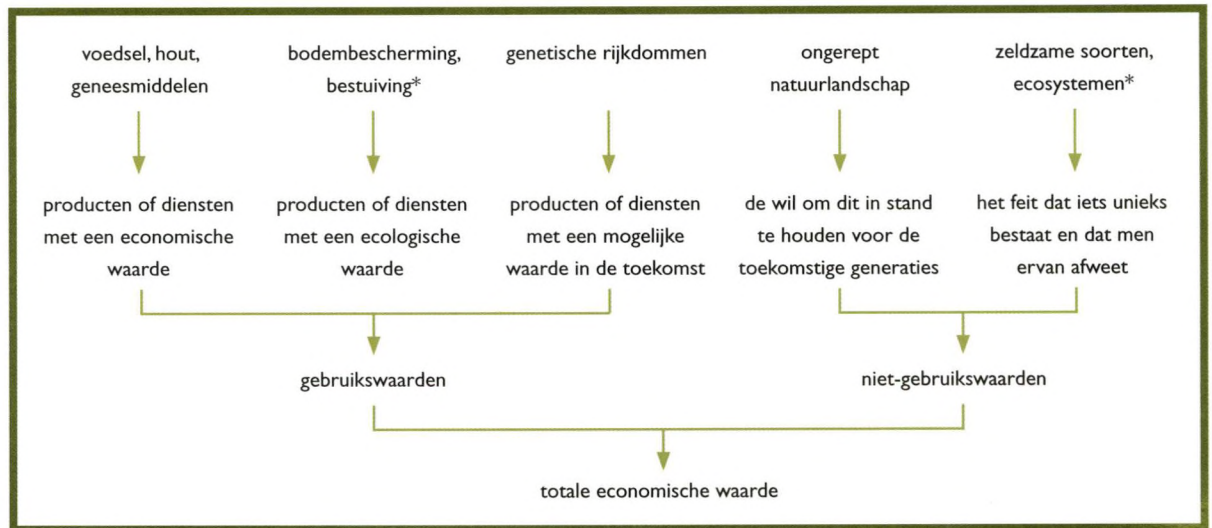 voedsel, hout,
geneesmiddelen
bodembescherming,
bestuiving*
genetische rijkdommen
ongerept
natuurlandschap
zeldzame soorten,
ecosystemen*
producten of diensten
met een economische
waarde
producten of diensten
met een ecologische
waarde
producten of diensten
met een mogelijke
waarde in de toekomst
de wil om dit in stand
te houden voor de
toekomstige generaties
het feit dat iets unieks
bestaat en dat men
ervan afweet
gebruikswaarden
niet-gebruikswaarden
totale economische waarde